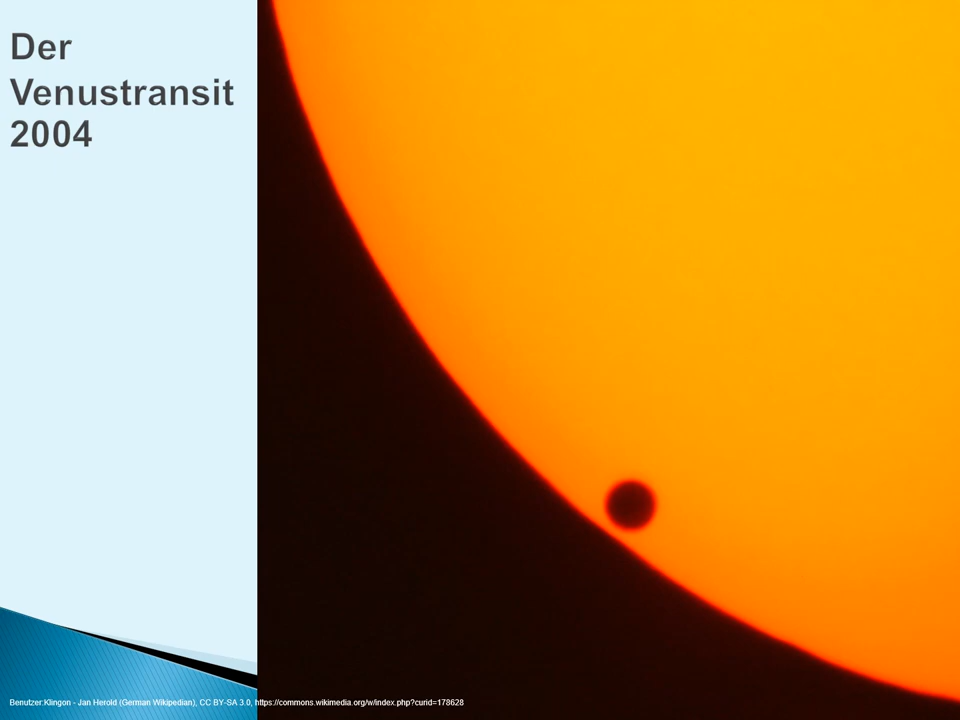 Der
Venustransit
2004
Benutzer:Klingon - Jan Herold (German Wikipedian), CC BY-SA 3.0, https://commons.wikimedia.org/w/index.php?curid=178628